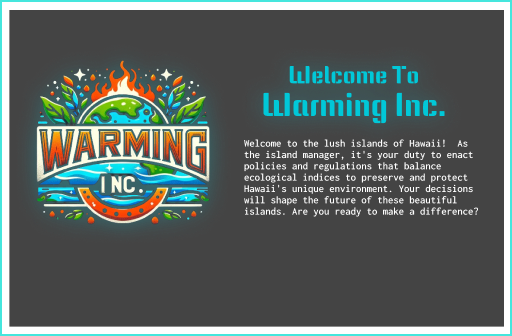 Welcome To
Warming Inc.
WARMING
INC.
Welcome to the lush islands of Hawaii!  As
the island manager, it's your duty to enact
policies and regulations that balance
ecological indices to preserve and protect
Hawaii's unique environment. Your decisions
will shape the future of these beautiful
islands. Are you ready to make a difference?